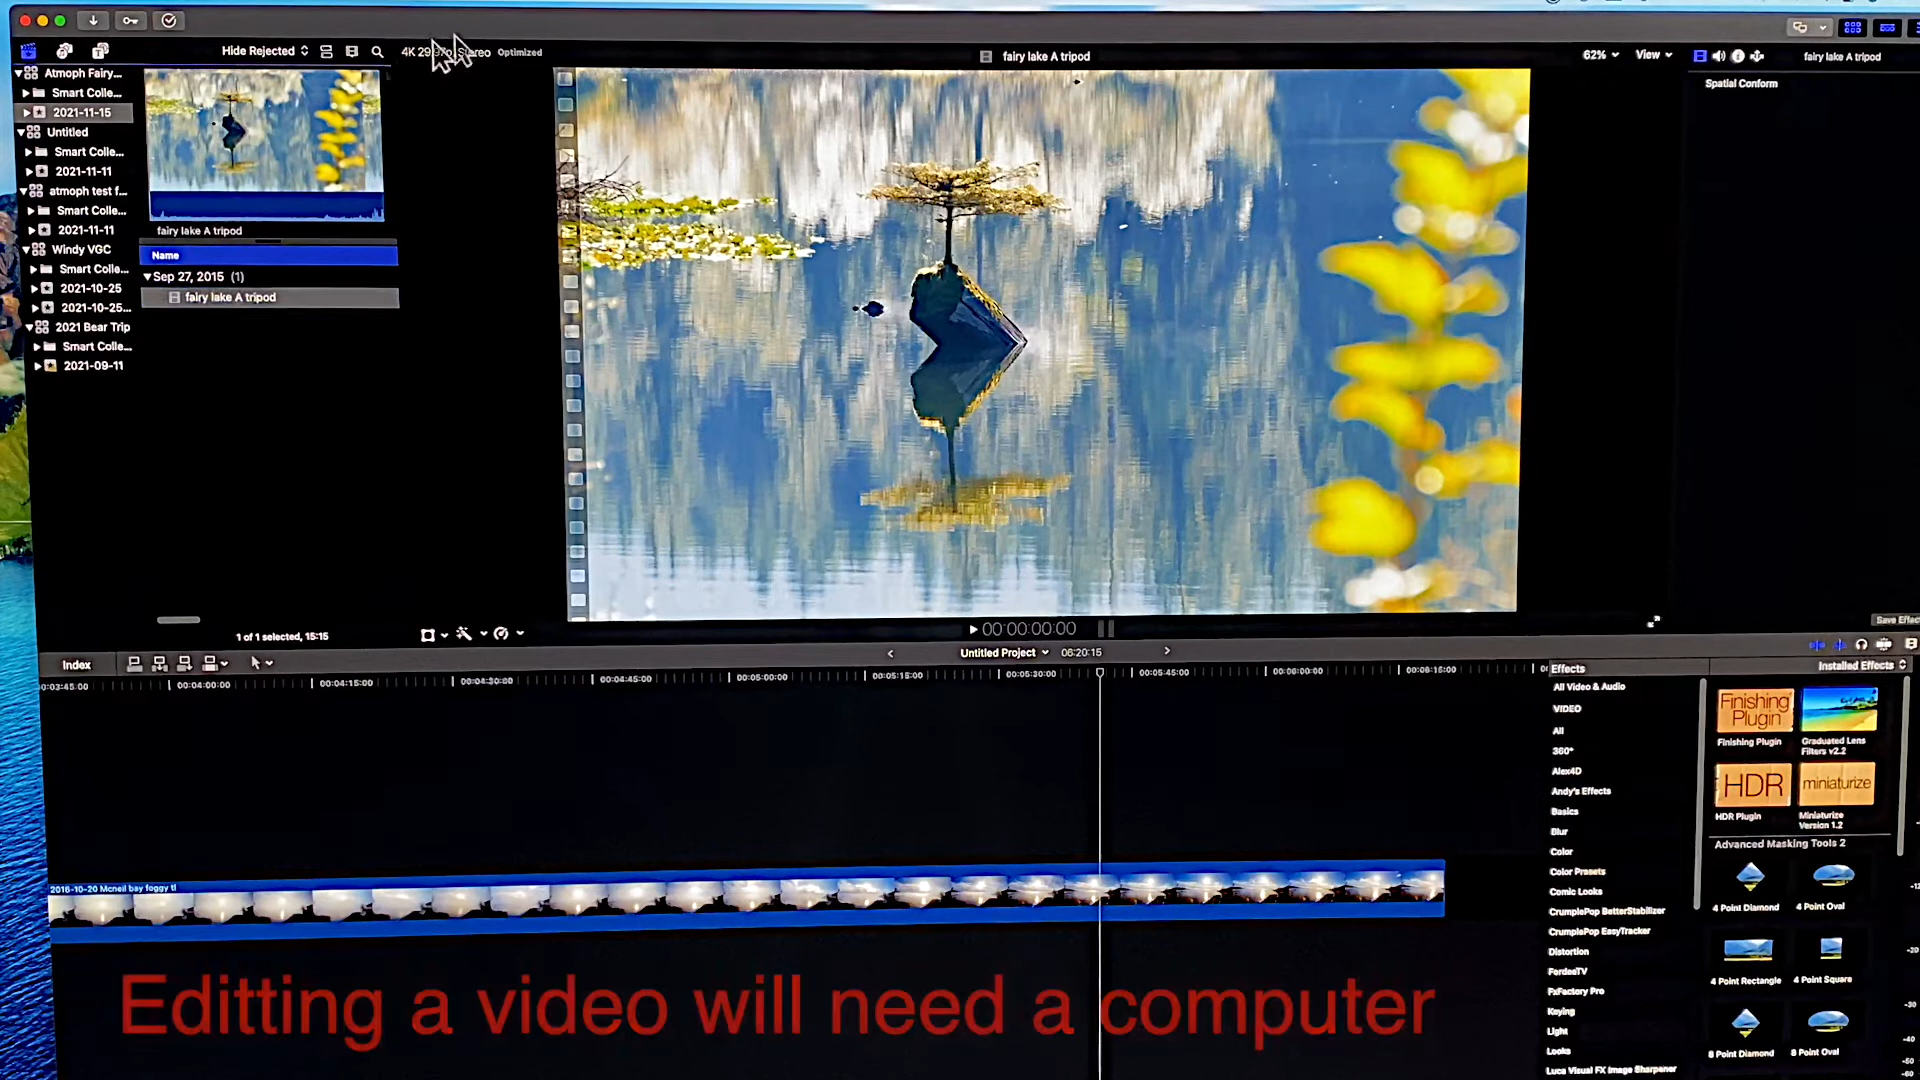 Hide Rejected
4K 29.97p Stereo
Optimized
fairy lake A tripod
62%
View
fairy lake A tripod
Spatial Conform
Atmoph Fairy...
Smart Colle...
2021-11-15
Untitled
Smart Colle...
2021-11-11
atmoph test f...
Smart Colle...
2021-11-11
Windy VGC
Smart Colle...
2021-10-25
2021-10-25...
2021 Bear Trip
Smart Colle...
2021-09-11
fairy lake A tripod
Name
Sep 27, 2015 (1)
fairy lake A tripod
1 of 1 selected, 15:15
00:00:00:00
Save Effec
Index
Untitled Project
06:20:15
Installed Effects
0:03:45:00
00:04:00:00
00:04:15:00
00:04:30:00
00:04:45:00
00:05:00:00
00:05:15:00
00:05:30:00
00:05:45:00
00:06:00:00
00:06:15:00
Effects
All Video & Audio
VIDEO
All
360°
Alex4D
Andy's Effects
Basics
Blur
Color
Color Presets
Comic Looks
CrumplePop BetterStabilizer
CrumplePop EasyTracker
Distortion
FordeeTV
FxFactory Pro
Keying
Light
Looks
Luca Visual FX Image Sharpener
Finishing Plugin
Finishing Plugin
Graduated Lens Filters v2.2
HDR
HDR Plugin
miniaturize
Miniaturize Version 1.2
Advanced Masking Tools 2
4 Point Diamond
4 Point Oval
4 Point Rectangle
4 Point Square
8 Point Diamond
8 Point Oval
2016-10-20 Mcneil bay foggy tl
Editting a video will need a computer